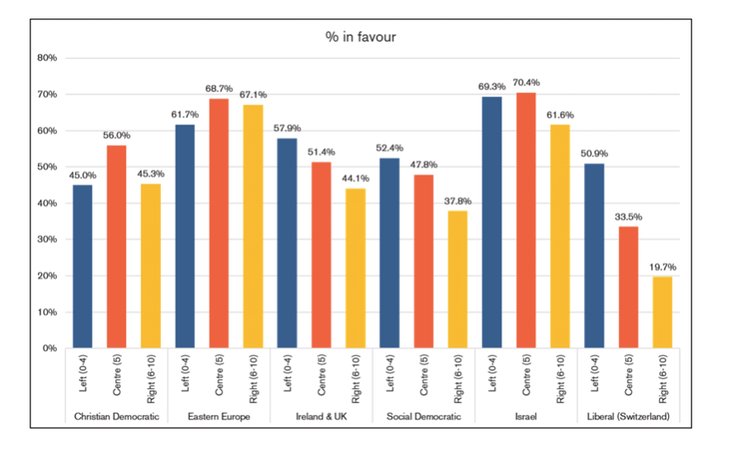 % in favour
80%
70%
60%
50%
40%
30%
20%
10%
0%
45.0%
56.0%
45.3%
61.7%
68.7%
67.1%
57.9%
51.4%
44.1%
52.4%
47.8%
37.8%
69.3%
70.4%
61.6%
50.9%
33.5%
19.7%
Left (0-4)
Centre (5)
Right (6-10)
Left (0-4)
Centre (5)
Right (6-10)
Left (0-4)
Centre (5)
Right (6-10)
Left (0-4)
Centre (5)
Right (6-10)
Left (0-4)
Centre (5)
Right (6-10)
Left (0-4)
Centre (5)
Right (6-10)
Christian Democratic
Eastern Europe
Ireland & UK
Social Democratic
Israel
Liberal (Switzerland)